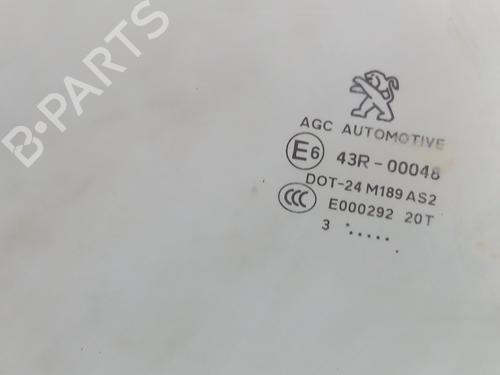 B-PARTS
AGC AUTOMOTIVE
E6 43R-00048
DOT-24 M189 AS2
CCC E000292 20T
3 .......